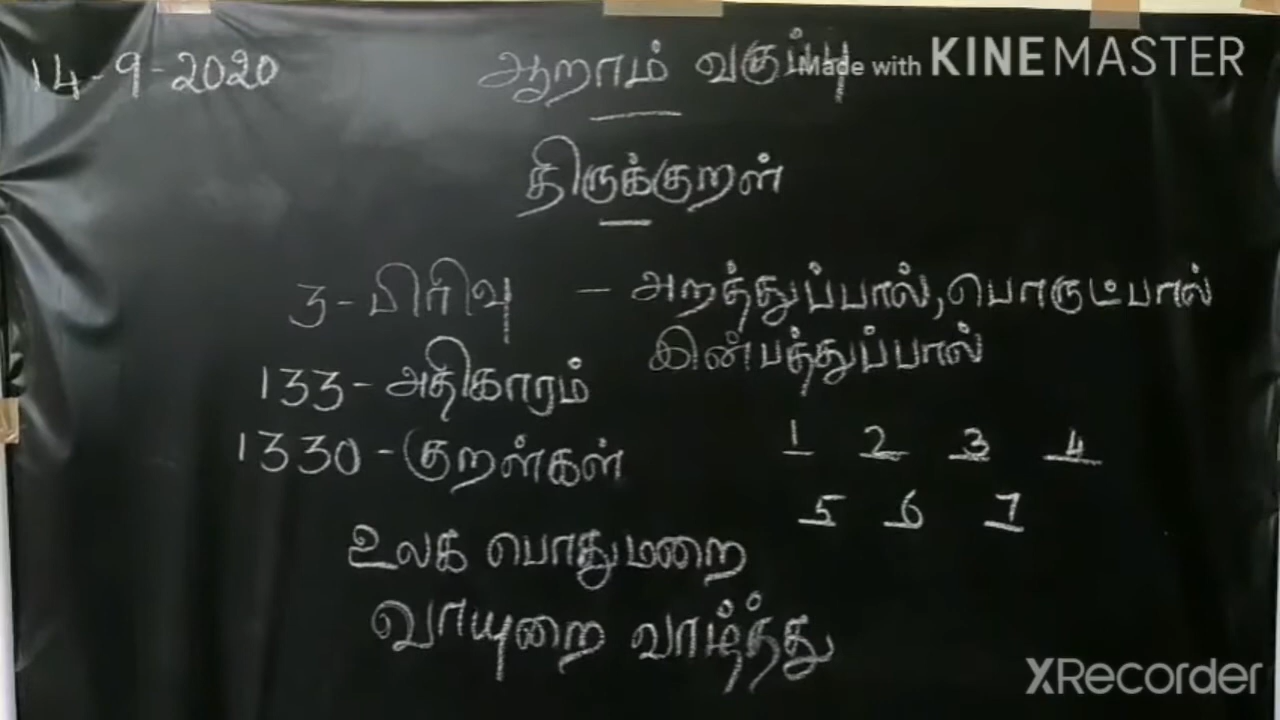 14-9-2020 ஆறாம் வகுப்பு
Made with KINEMASTER
திருக்குறள்
3-பிரிவு – அறத்துப்பால், பொருட்பால்
இன்பத்துப்பால்
133-அதிகாரம்
1330-குறள்கள்
1 2 3 4
5 6 7
உலக பொதுமறை
வாயுறை வாழ்த்து
XRecorder